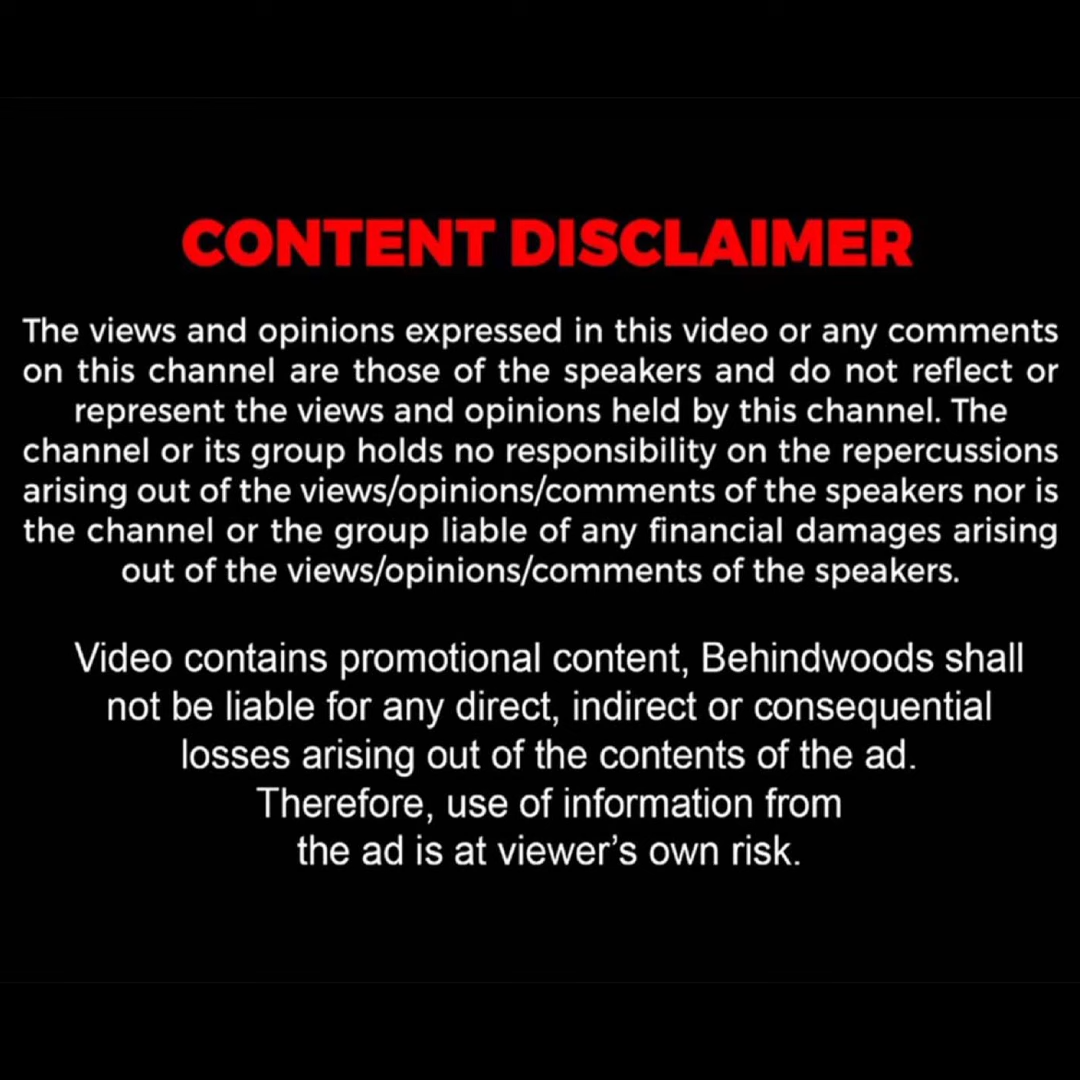 CONTENT DISCLAIMER
The views and opinions expressed in this video or any comments
on this channel are those of the speakers and do not reflect or
represent the views and opinions held by this channel. The
channel or its group holds no responsibility on the repercussions
arising out of the views/opinions/comments of the speakers nor is
the channel or the group liable of any financial damages arising
out of the views/opinions/comments of the speakers.
Video contains promotional content, Behindwoods shall
not be liable for any direct, indirect or consequential
losses arising out of the contents of the ad.
Therefore, use of information from
the ad is at viewer’s own risk.